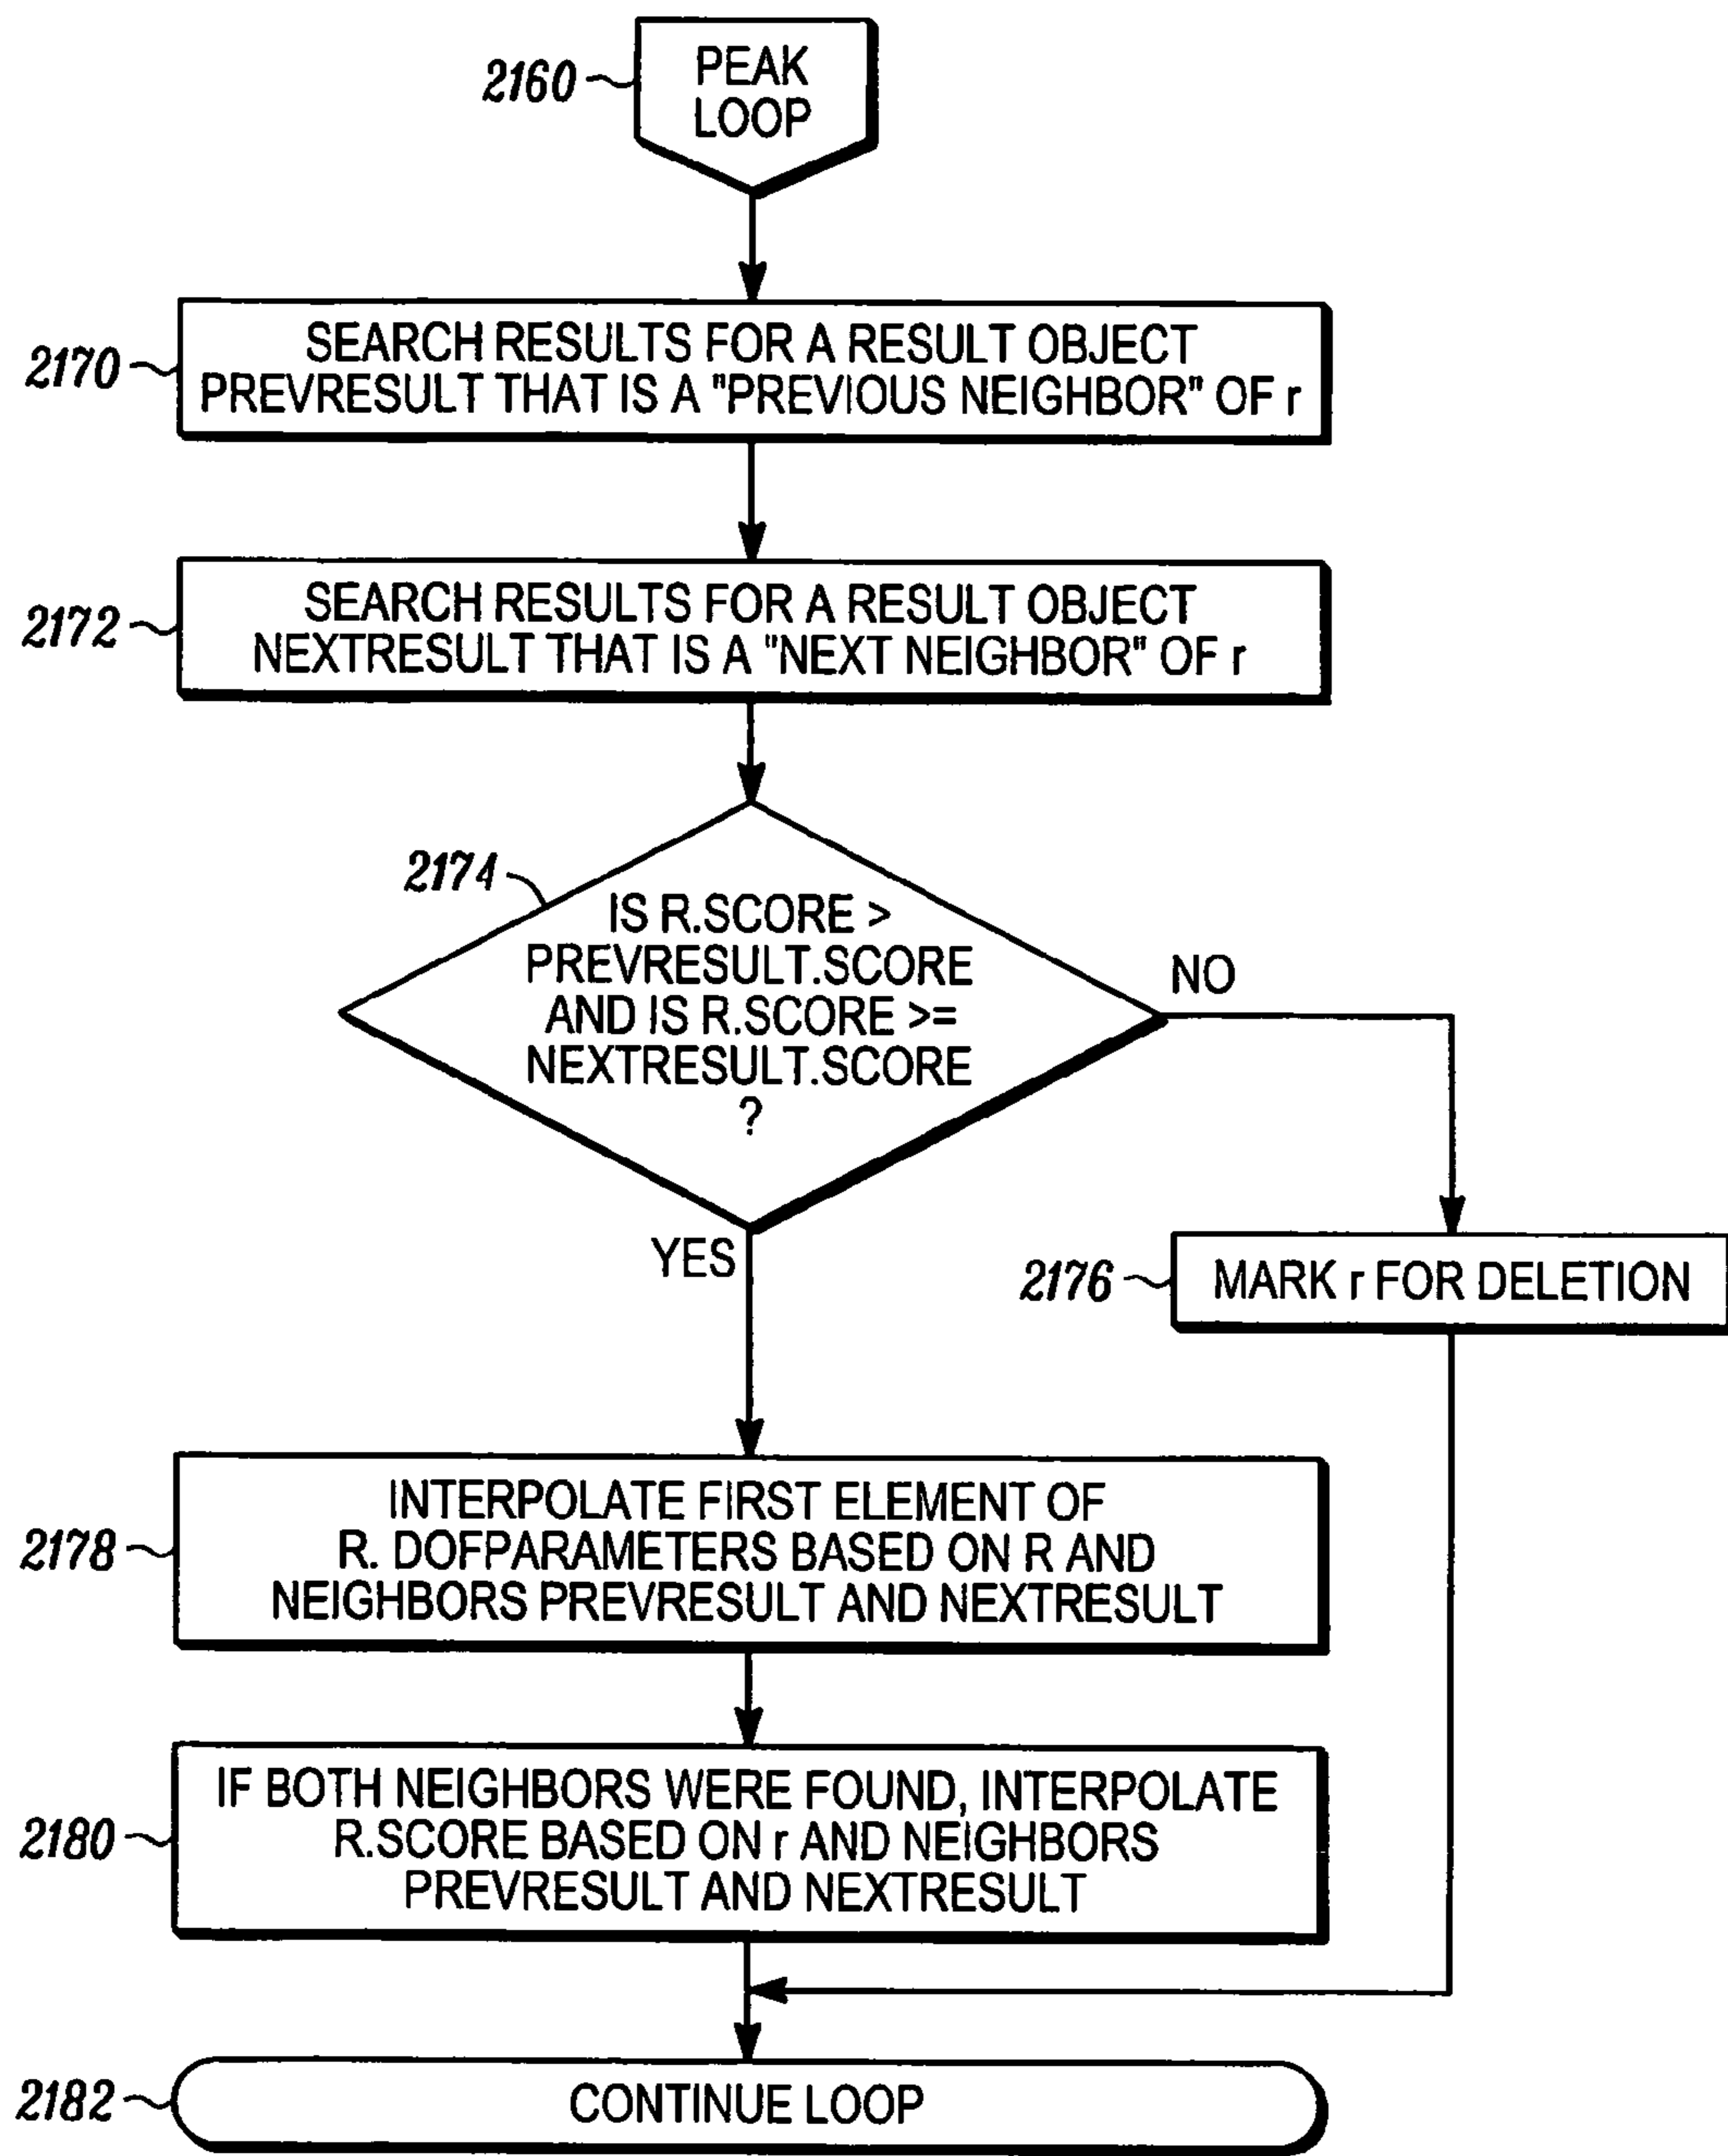 2160
PEAK
LOOP
2170
SEARCH RESULTS FOR A RESULT OBJECT
PREVRESULT THAT IS A "PREVIOUS NEIGHBOR" OF r
2172
SEARCH RESULTS FOR A RESULT OBJECT
NEXTRESULT THAT IS A "NEXT NEIGHBOR" OF r
2174
IS R.SCORE >
PREVRESULT.SCORE
AND IS R.SCORE >=
NEXTRESULT.SCORE
?
NO
YES
2176
MARK r FOR DELETION
2178
INTERPOLATE FIRST ELEMENT OF
R. DOFPARAMETERS BASED ON R AND
NEIGHBORS PREVRESULT AND NEXTRESULT
2180
IF BOTH NEIGHBORS WERE FOUND, INTERPOLATE
R.SCORE BASED ON r AND NEIGHBORS
PREVRESULT AND NEXTRESULT
2182
CONTINUE LOOP